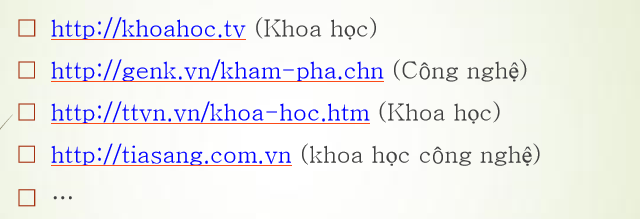 http://khoahoc.tv (Khoa học)
http://genk.vn/kham-pha.chn (Công nghệ)
http://ttvn.vn/khoa-hoc.htm (Khoa học)
http://tiasang.com.vn (khoa học công nghệ)
…